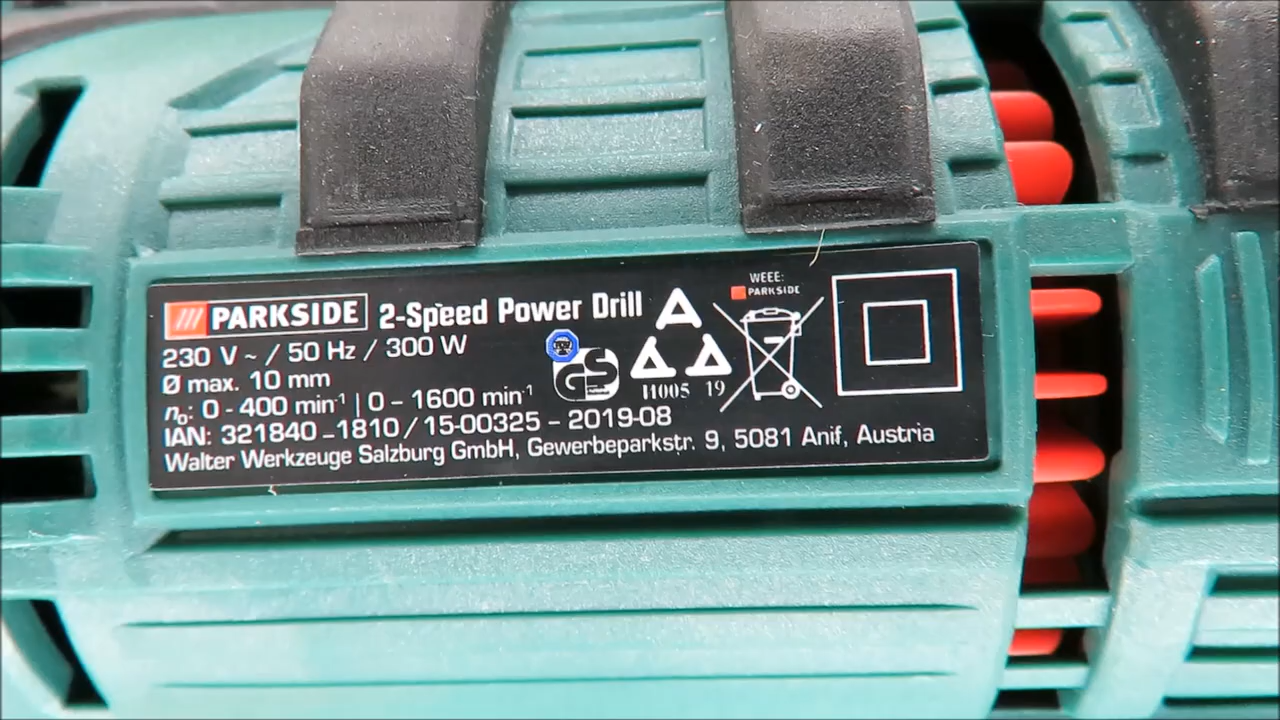 PARKSIDE 2-Speed Power Drill
WEEE:
PARKSIDE
230 V ~ / 50 Hz / 300 W
Ø max. 10 mm
n₀: 0 - 400 min⁻¹ | 0 – 1600 min⁻¹
GS
11005 19
IAN: 321840 -1810 / 15-00325 – 2019-08
Walter Werkzeuge Salzburg GmbH, Gewerbeparkstr. 9, 5081 Anif, Austria